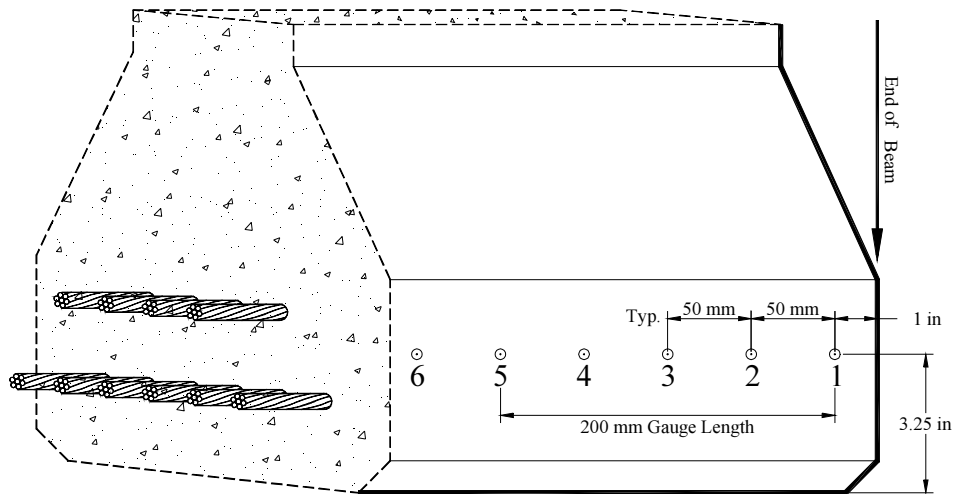 End of Beam
Typ.
50 mm
50 mm
1 in
6
5
4
3
2
1
200 mm Gauge Length
3.25 in